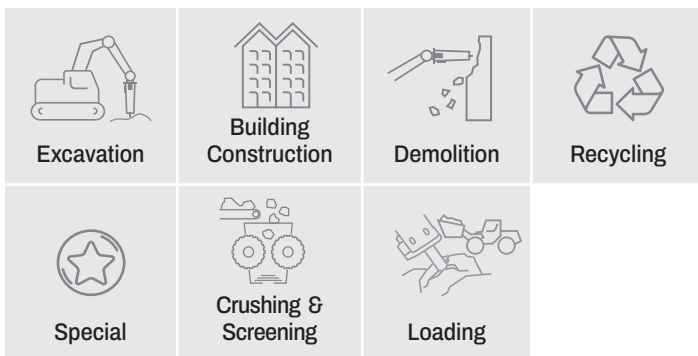 Excavation
Building
Construction
Demolition
Recycling
Special
Crushing &
Screening
Loading